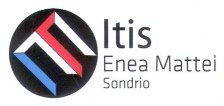 Itis
Enea Mattei
Sondrio